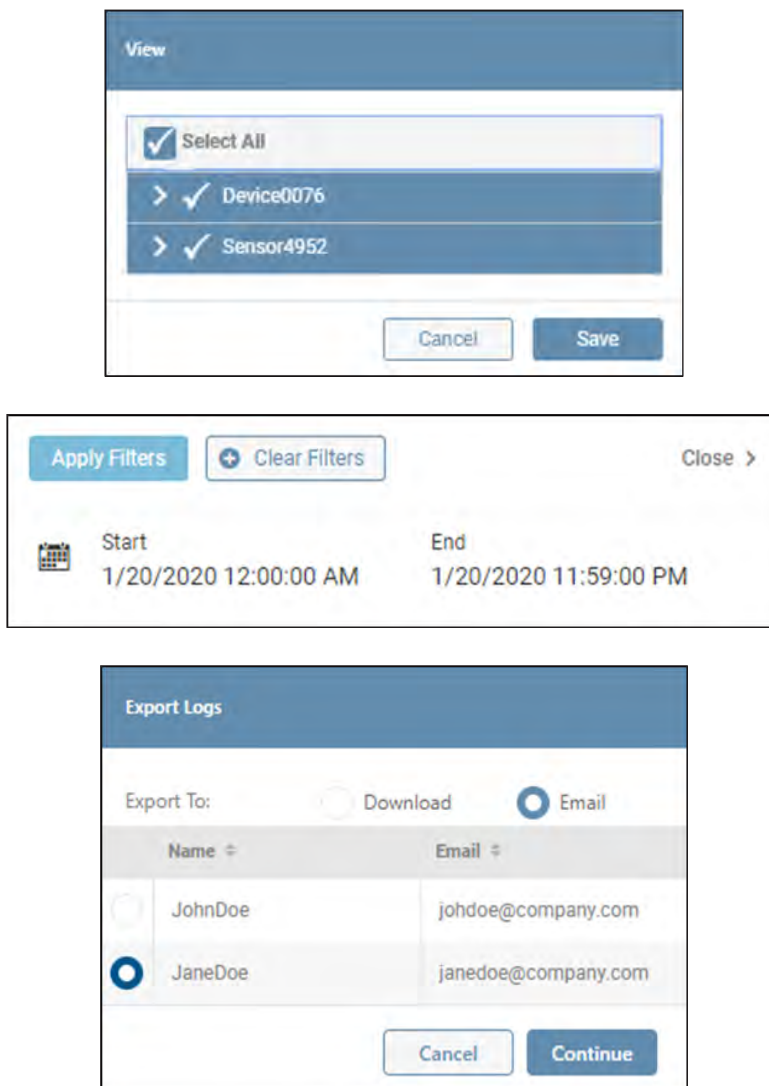 View
Select All
Device0076
Sensor4952
Cancel Save
Apply Filters Clear Filters Close >
Start End
1/20/2020 12:00:00 AM 1/20/2020 11:59:00 PM
Export Logs
Export To: Download Email
Name Email
JohnDoe johdoe@company.com
JaneDoe janedoe@company.com
Cancel Continue